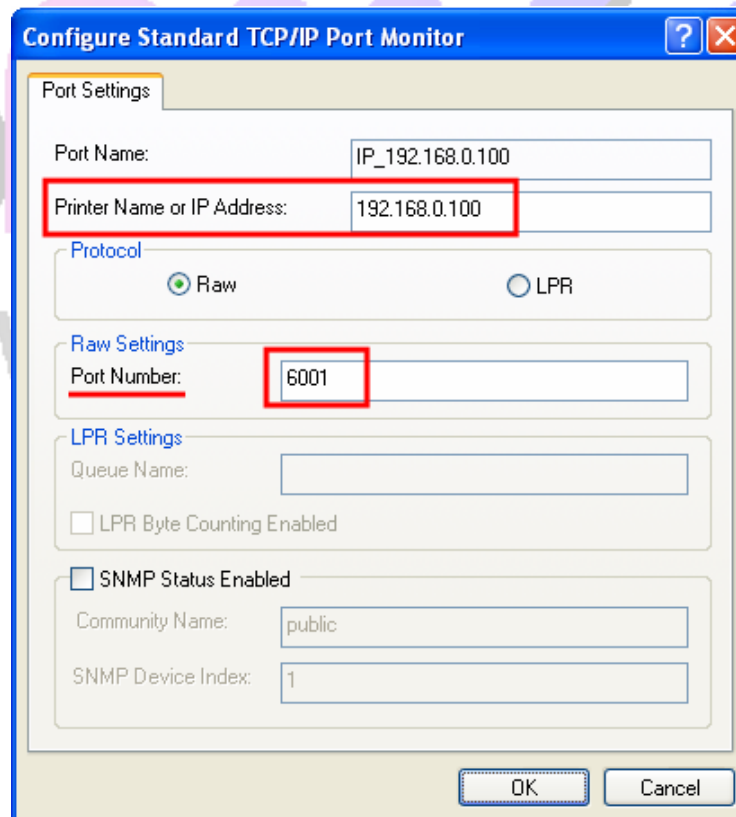 Configure Standard TCP/IP Port Monitor
Port Settings
Port Name: IP_192.168.0.100
Printer Name or IP Address: 192.168.0.100
Protocol
Raw LPR
Raw Settings
Port Number: 6001
LPR Settings
Queue Name:
LPR Byte Counting Enabled
SNMP Status Enabled
Community Name: public
SNMP Device Index: 1
OK Cancel